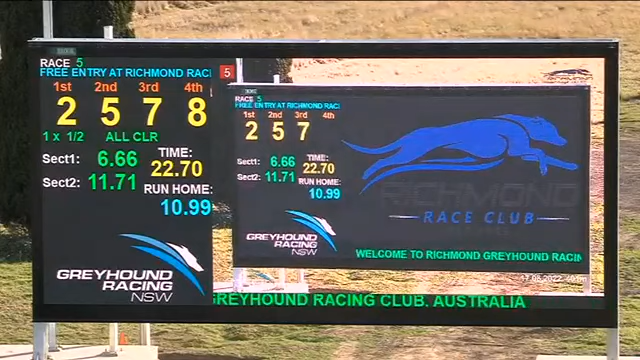 RACE 5
FREE ENTRY AT RICHMOND RACI
5
1st 2nd 3rd 4th
2 5 7 8
1 x 1/2 ALL CLR
Sect1: 6.66 TIME: 22.70
Sect2: 11.71 RUN HOME: 10.99
GREYHOUND
RACING
NSW
RACE 5
FREE ENTRY AT RICHMOND RAC
1st 2nd 3rd 4th
2 5 7
Sect1: 6.66 TIME: 22.70
Sect2: 11.71 RUN HOME: 10.99
GREYHOUND
RACING
NSW
RICHMOND
RACE CLUB
WELCOME TO RICHMOND GREYHOUND RACIN
GREYHOUND RACING CLUB. AUSTRALIA